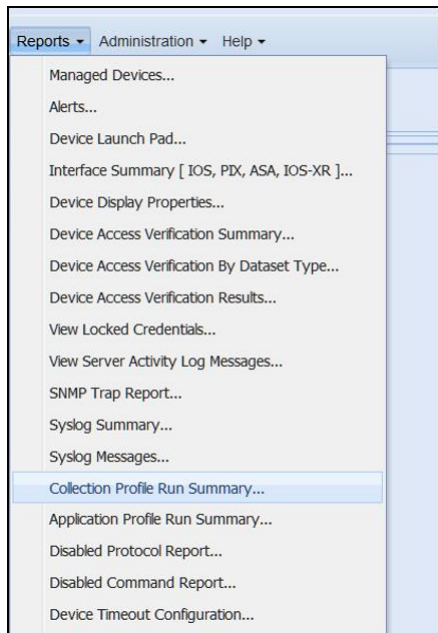 Reports Administration Help
Managed Devices...
Alerts...
Device Launch Pad...
Interface Summary [ IOS, PIX, ASA, IOS-XR ]...
Device Display Properties...
Device Access Verification Summary...
Device Access Verification By Dataset Type...
Device Access Verification Results...
View Locked Credentials...
View Server Activity Log Messages...
SNMP Trap Report...
Syslog Summary...
Syslog Messages...
Collection Profile Run Summary...
Application Profile Run Summary...
Disabled Protocol Report...
Disabled Command Report...
Device Timeout Configuration...